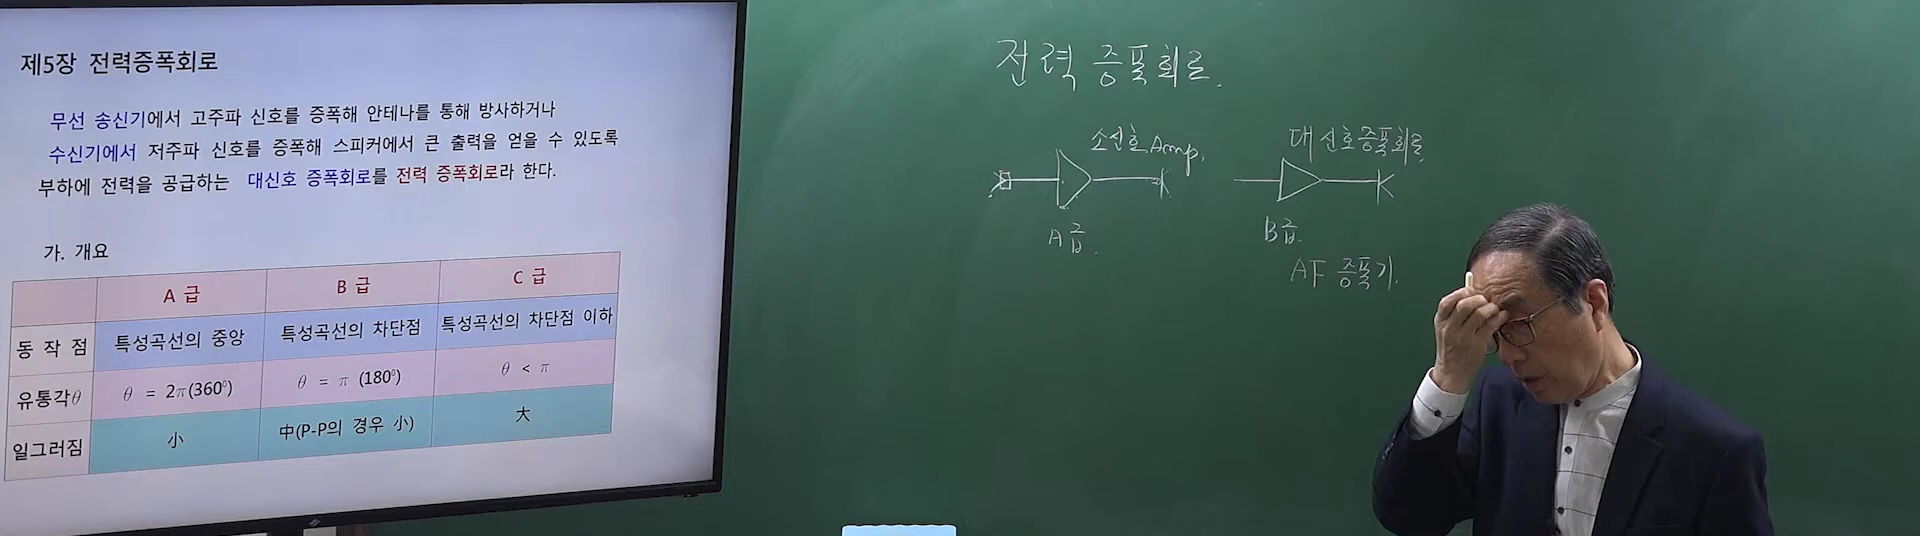 제5장 전력증폭회로
무선 송신기에서 고주파 신호를 증폭해 안테나를 통해 방사하거나
수신기에서 저주파 신호를 증폭해 스피커에서 큰 출력을 얻을 수 있도록
부하에 전력을 공급하는 대신호 증폭회로를 전력 증폭회로라 한다.
가. 개요
A 급 B 급 C 급
동 작 점 특성곡선의 중앙 특성곡선의 차단점 특성곡선의 차단점 이하
유통각θ θ = 2π(360⁰) θ = π (180⁰) θ < π
일그러짐 小 中(P-P의 경우 小) 大
전력 증폭회로.
소신호 Amp.
A급.
대신호증폭회로
B급.
AF 증폭기.